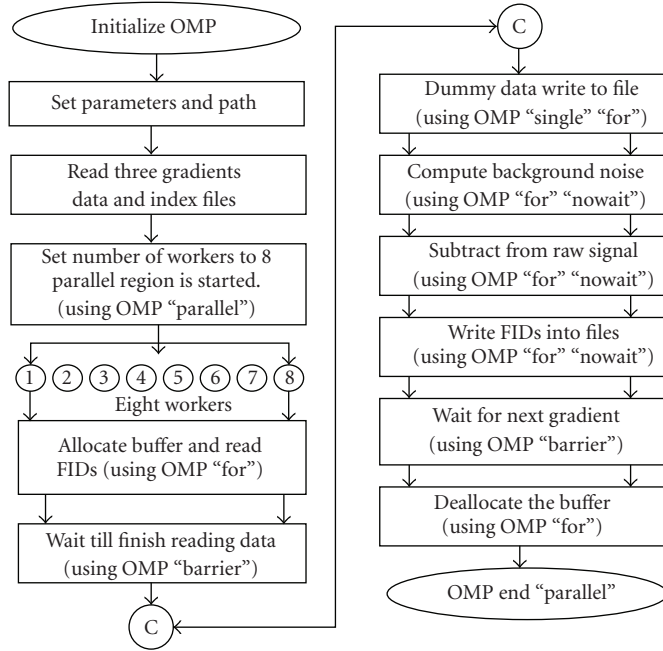 Initialize OMP
Set parameters and path
Read three gradients
data and index files
Set number of workers to 8
parallel region is started.
(using OMP “parallel”)
1 2 3 4 5 6 7 8
Eight workers
Allocate buffer and read
FIDs (using OMP “for”)
Wait till finish reading data
(using OMP “barrier”)
C
C
Dummy data write to file
(using OMP “single” “for”)
Compute background noise
(using OMP “for” “nowait”)
Subtract from raw signal
(using OMP “for” “nowait”)
Write FIDs into files
(using OMP “for” “nowait”)
Wait for next gradient
(using OMP “barrier”)
Deallocate the buffer
(using OMP “for”)
OMP end “parallel”